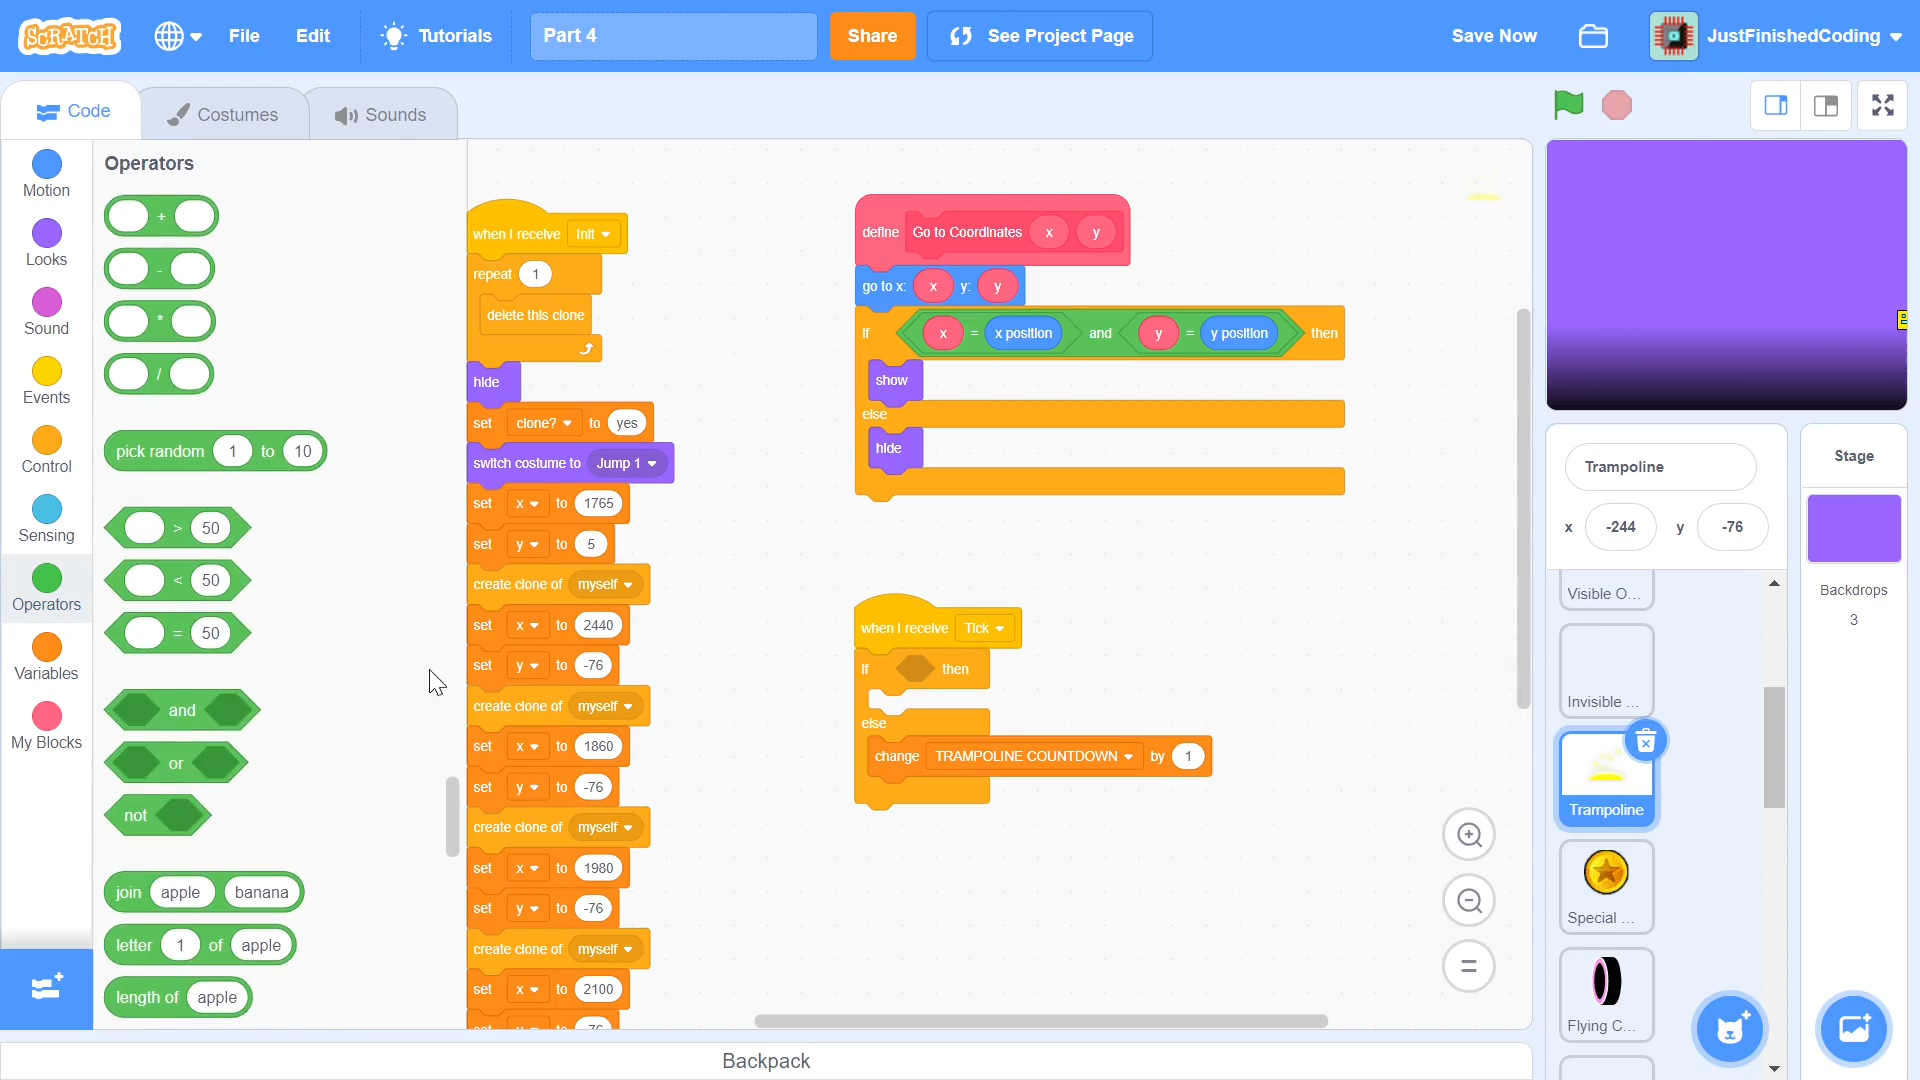 SCRATCH
File
Edit
Tutorials
Part 4
Share
See Project Page
Save Now
JustFinishedCoding
Code
Costumes
Sounds
Motion
Looks
Sound
Events
Control
Sensing
Operators
Variables
My Blocks
Operators
+
-
*
/
pick random 1 to 10
> 50
< 50
= 50
and
or
not
join apple banana
letter 1 of apple
length of apple
when I receive Init
repeat 1
delete this clone
hide
set clone? to yes
switch costume to Jump 1
set x to 1765
set y to 5
create clone of myself
set x to 2440
set y to -76
create clone of myself
set x to 1860
set y to -76
create clone of myself
set x to 1980
set y to -76
create clone of myself
set x to 2100
set y to -76
define Go to Coordinates x y
go to x: x y: y
if x = x position and y = y position then
show
else
hide
when I receive Tick
if then
else
change TRAMPOLINE COUNTDOWN by 1
Trampoline
x -244 y -76
Visible O...
Invisible ...
Trampoline
Special ...
Flying C...
Stage
Backdrops
3
Backpack